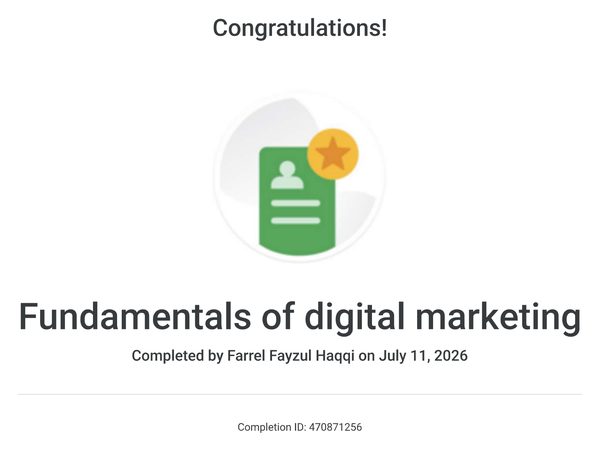 Congratulations!
Fundamentals of digital marketing
Completed by Farrel Fayzul Haqqi on July 11, 2026
Completion ID: 470871256